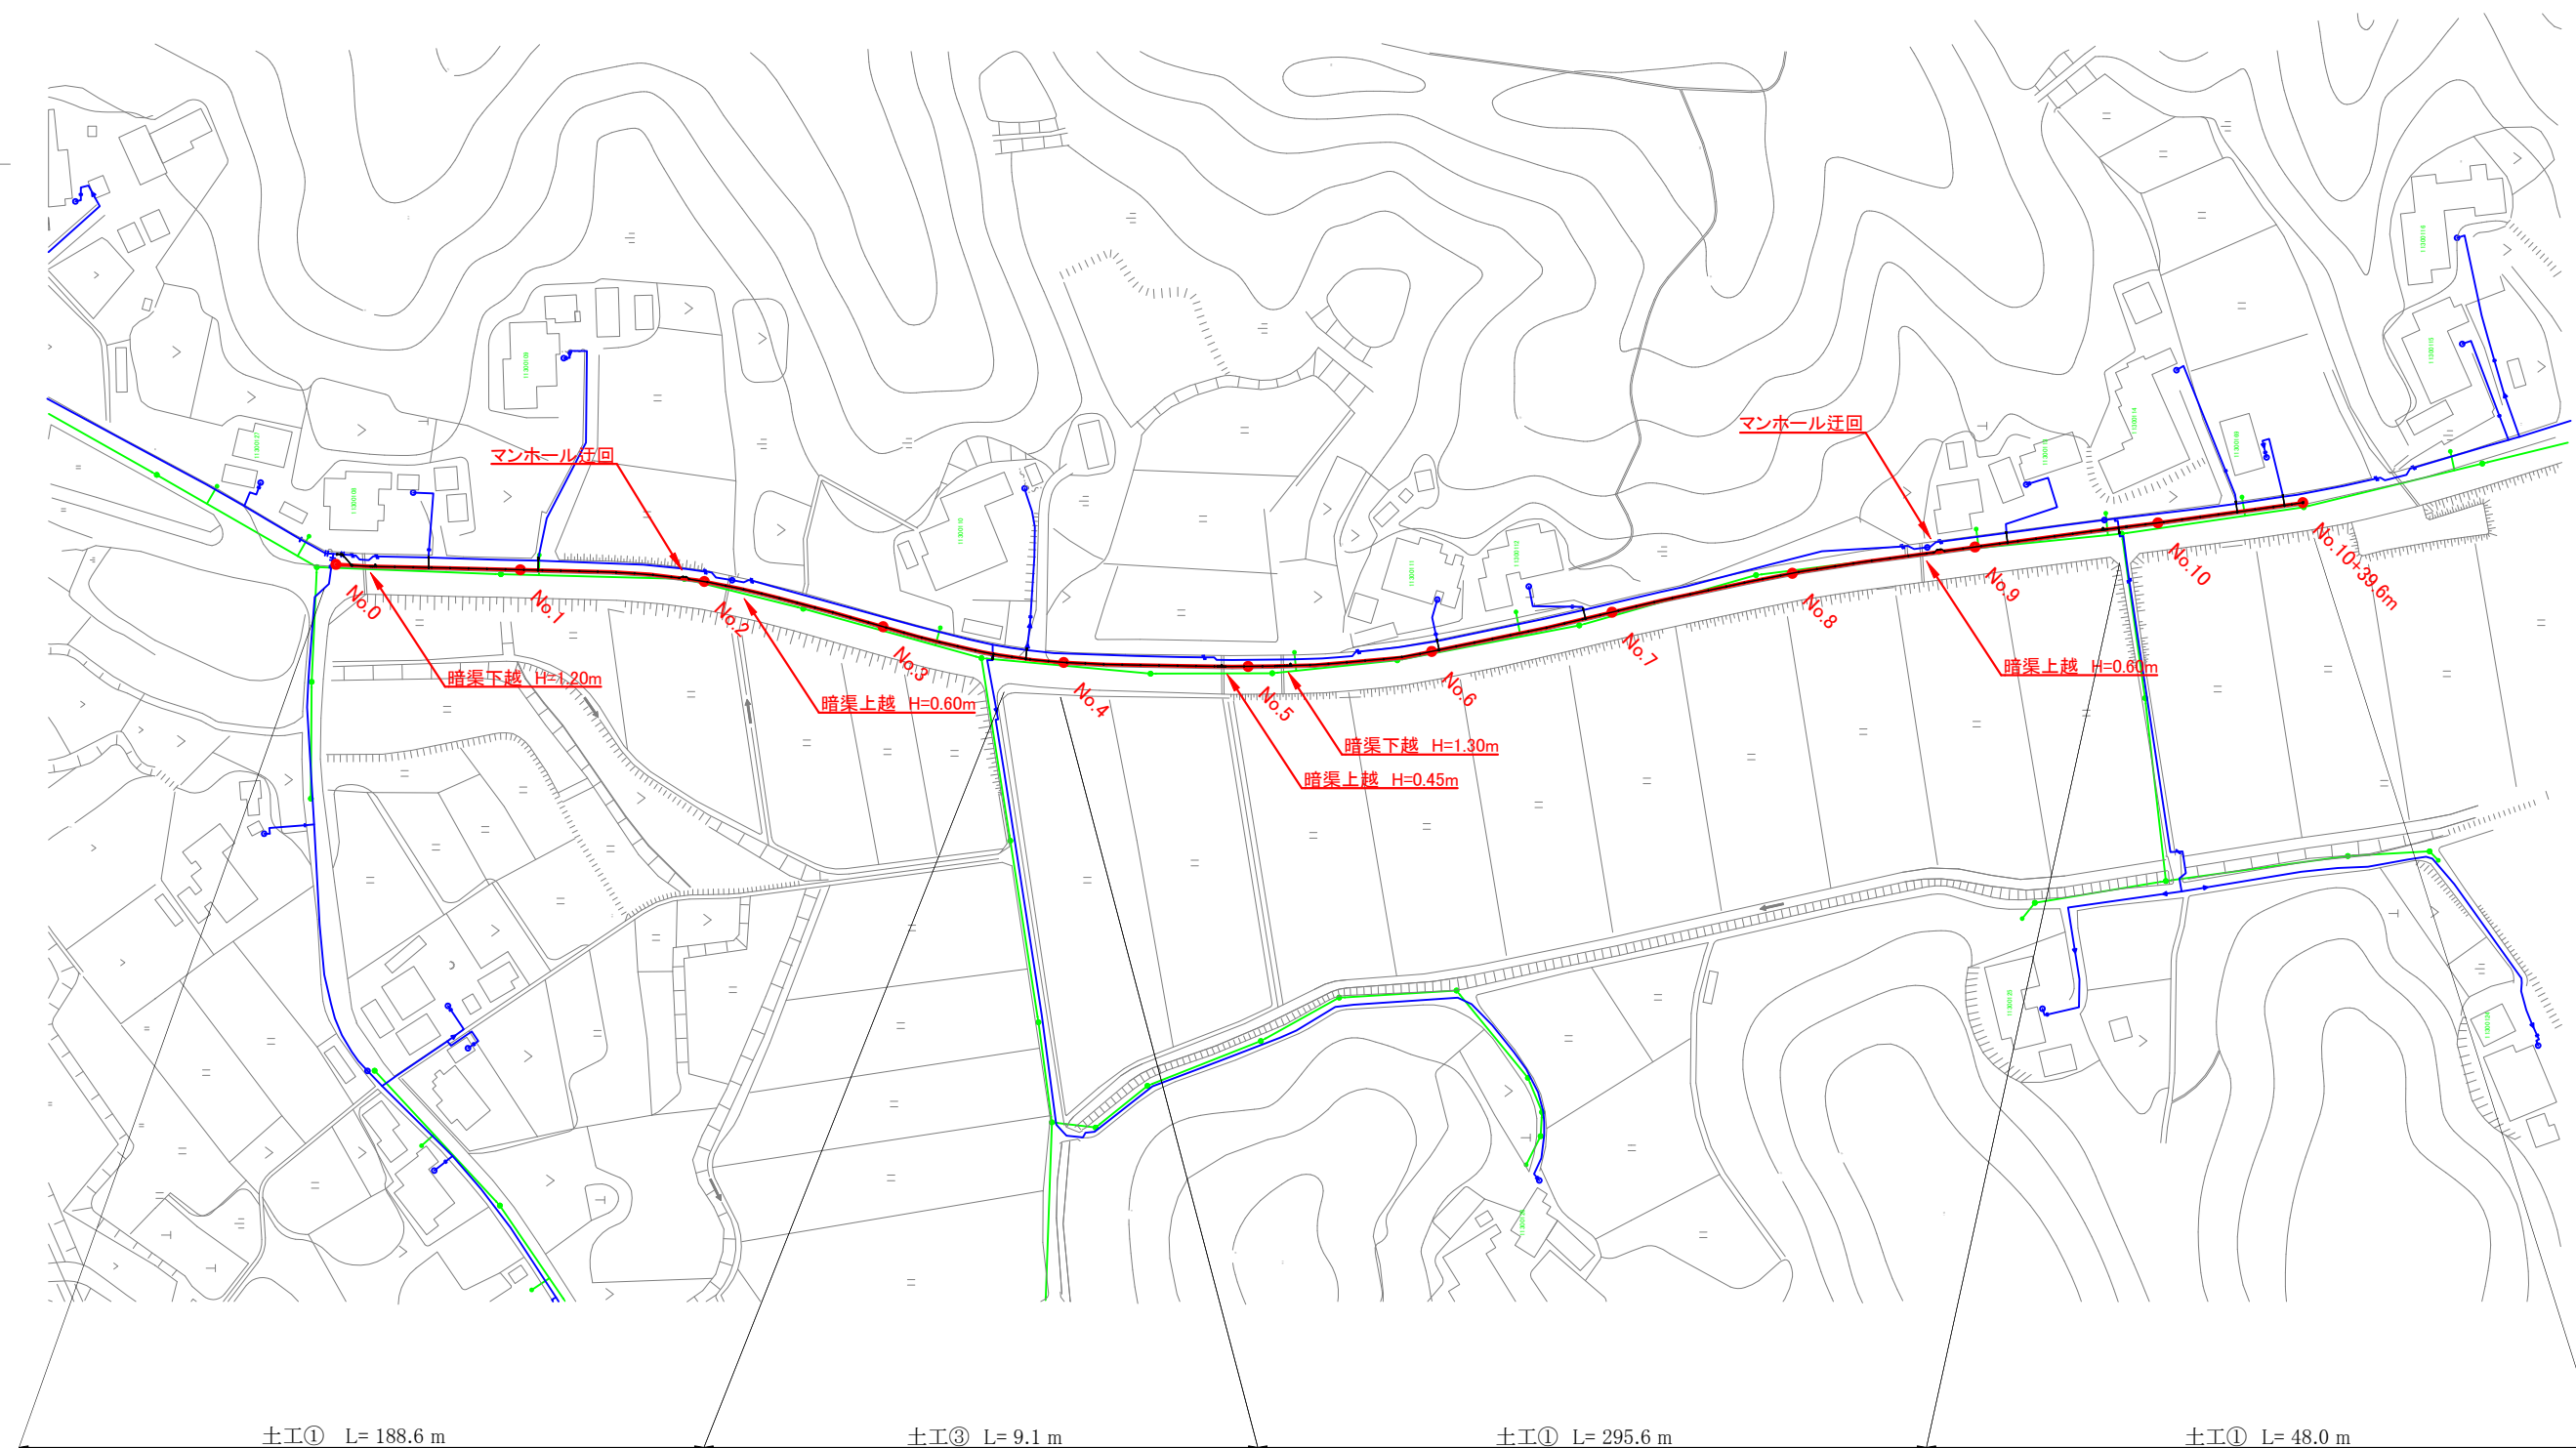 マンホール迂回
マンホール迂回
No.0
No.1
No.2
No.3
No.4
No.5
No.6
No.7
No.8
No.9
No.10
No.10+39.6m
暗渠下越 H=1.20m
暗渠上越 H=0.60m
暗渠下越 H=1.30m
暗渠上越 H=0.45m
暗渠上越 H=0.60m
土工① L= 188.6 m
土工③ L= 9.1 m
土工① L= 295.6 m
土工① L= 48.0 m